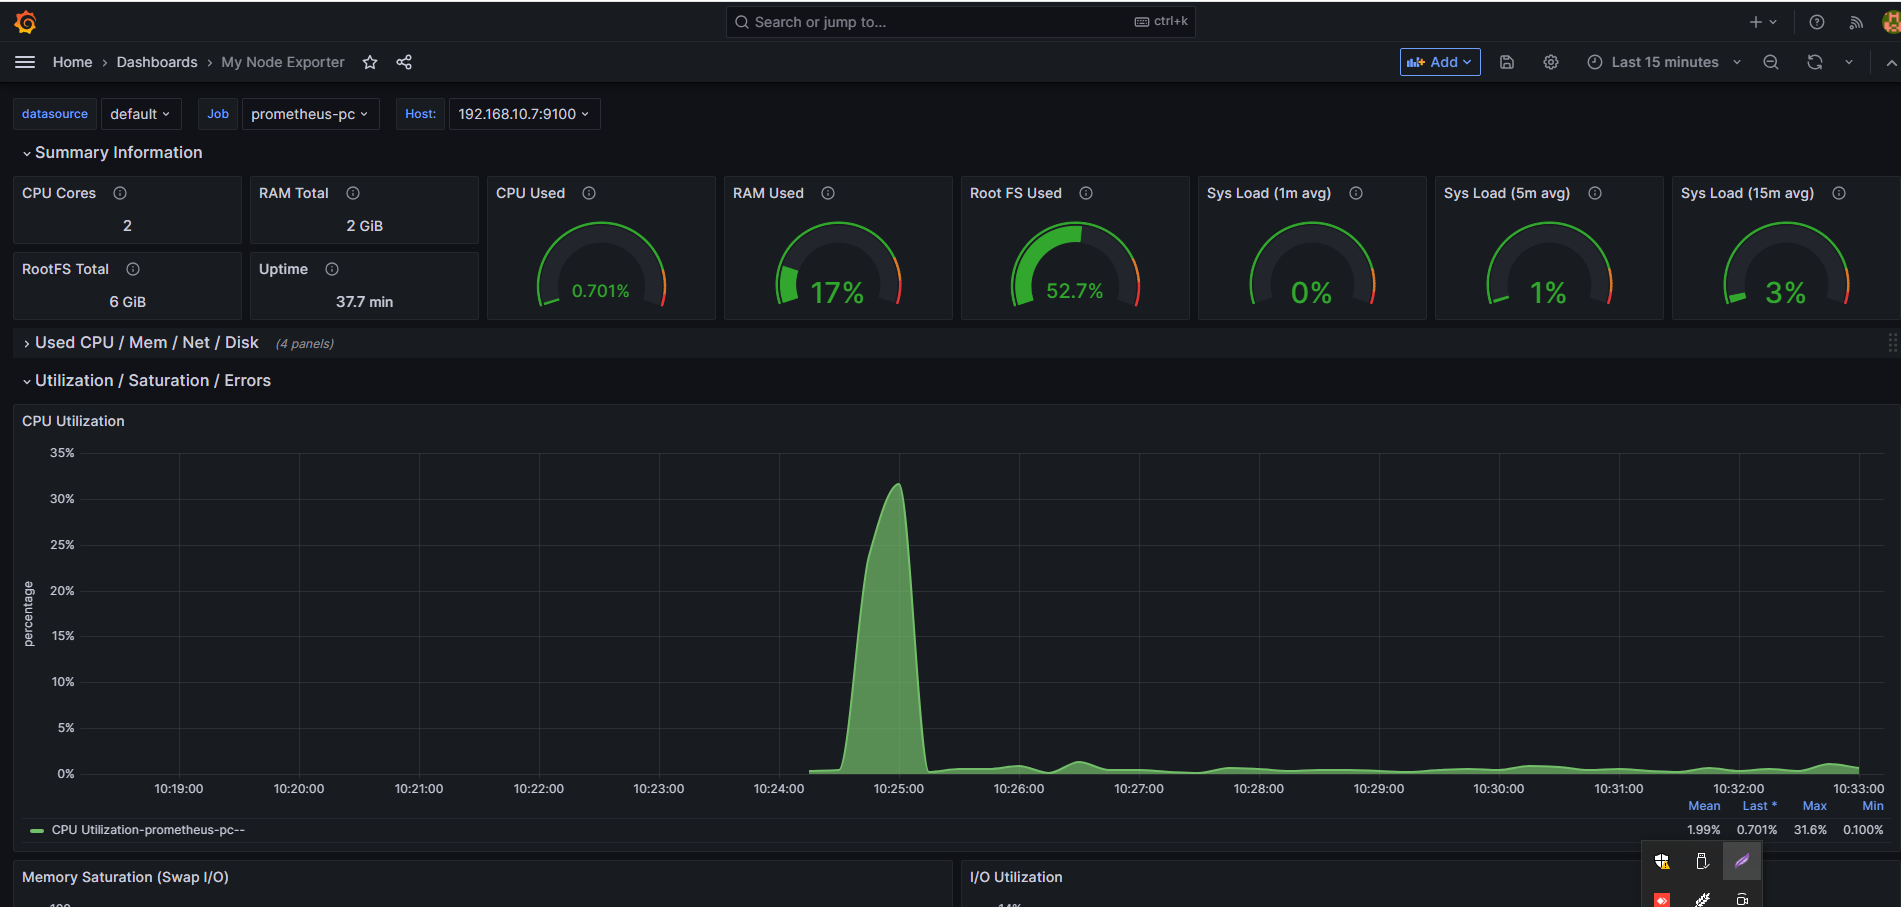 Search or jump to... ctrl+k
Home › Dashboards › My Node Exporter Add Last 15 minutes
datasource default Job prometheus-pc Host: 192.168.10.7:9100
Summary Information
CPU Cores
2
RAM Total
2 GiB
RootFS Total
6 GiB
Uptime
37.7 min
CPU Used
0.701%
RAM Used
17%
Root FS Used
52.7%
Sys Load (1m avg)
0%
Sys Load (5m avg)
1%
Sys Load (15m avg)
3%
Used CPU / Mem / Net / Disk (4 panels)
Utilization / Saturation / Errors
CPU Utilization
percentage
35%
30%
25%
20%
15%
10%
5%
0%
10:19:00 10:20:00 10:21:00 10:22:00 10:23:00 10:24:00 10:25:00 10:26:00 10:27:00 10:28:00 10:29:00 10:30:00 10:31:00 10:32:00 10:33:00
Mean Last * Max Min
CPU Utilization-prometheus-pc-- 1.99% 0.701% 31.6% 0.100%
Memory Saturation (Swap I/O)
I/O Utilization